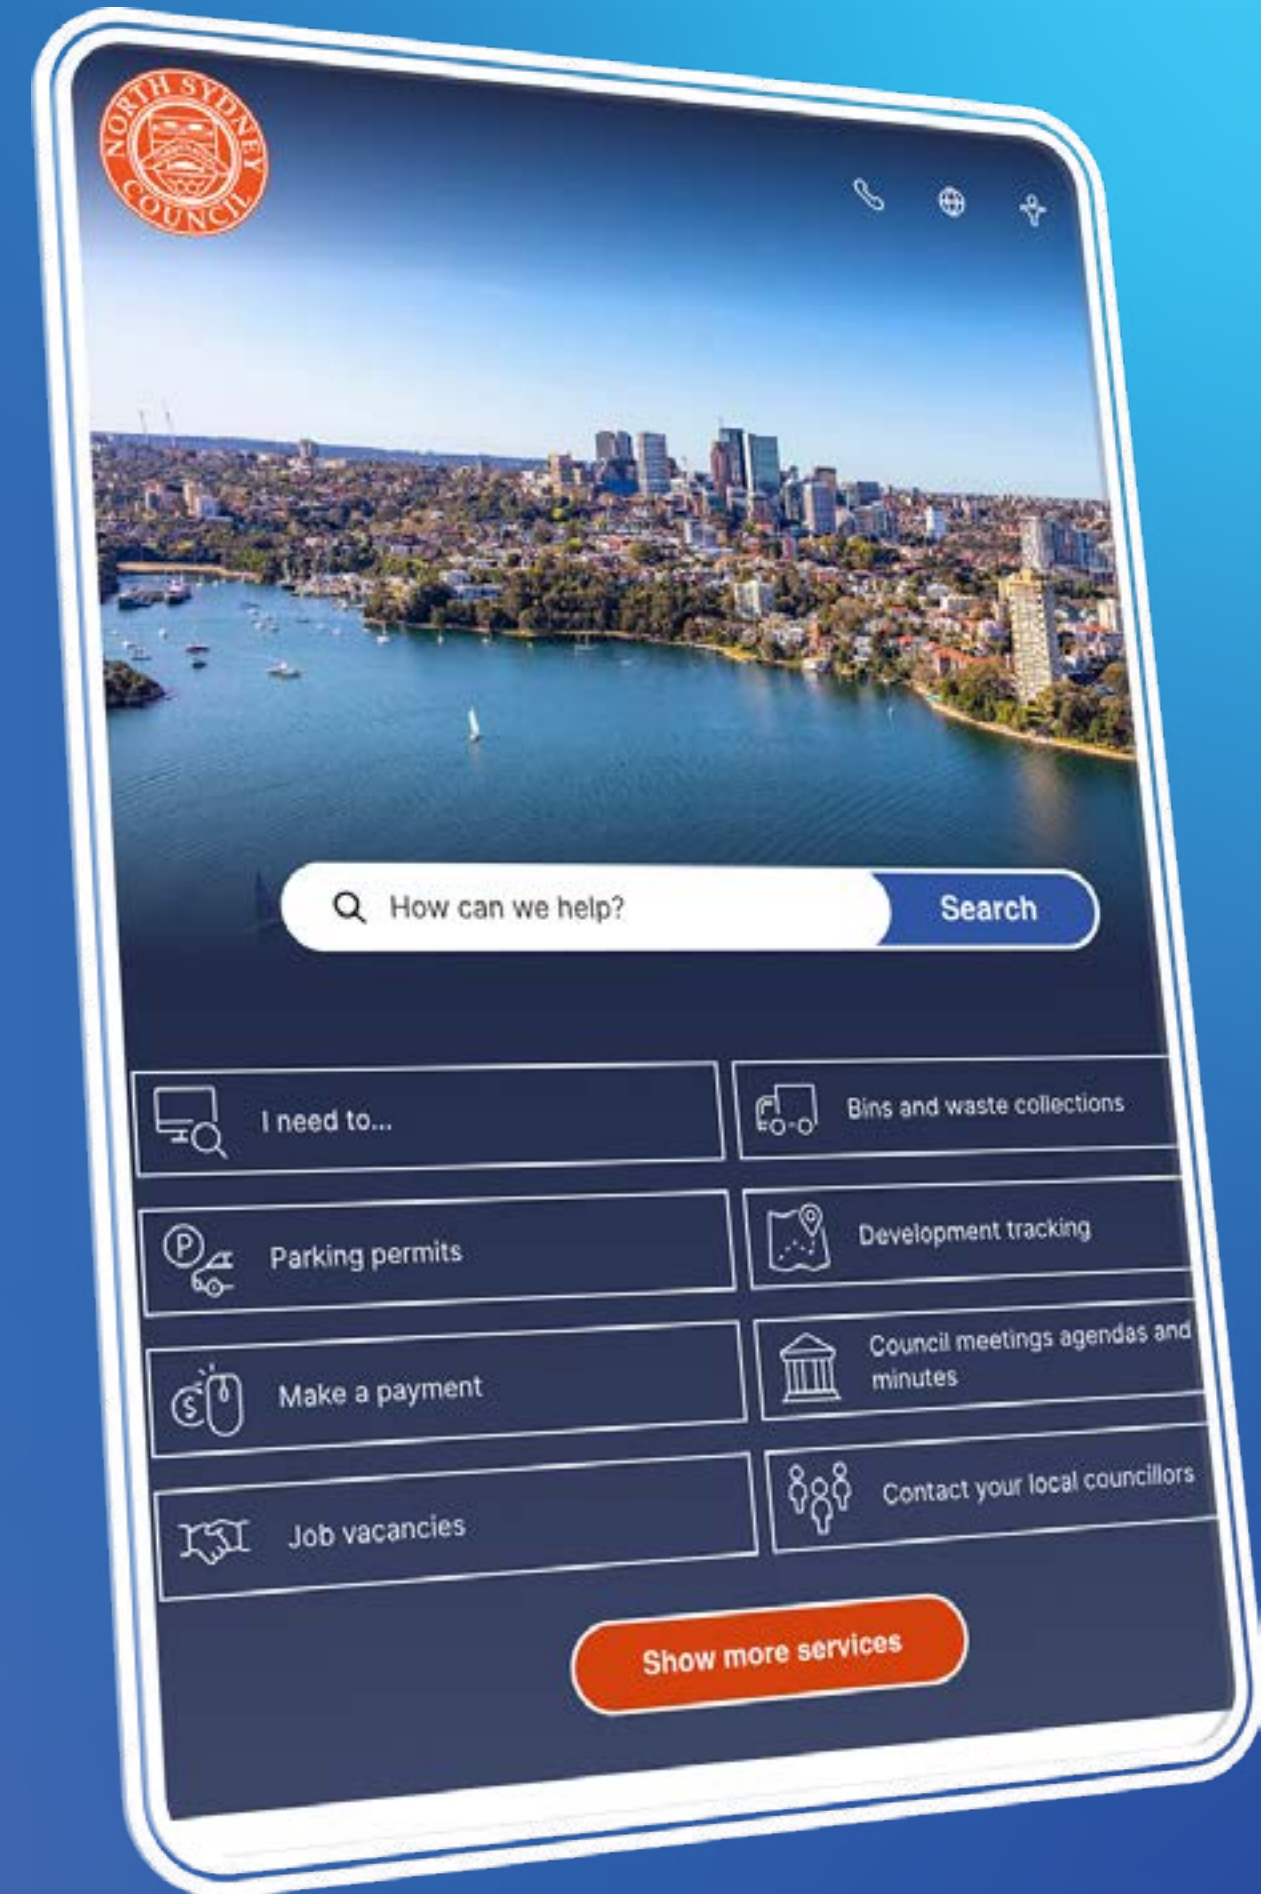 NORTH SYDNEY
COUNCIL
How can we help?
Search
I need to...
Bins and waste collections
P
Parking permits
Development tracking
$
Make a payment
Council meetings agendas and
minutes
Job vacancies
Contact your local councillors
Show more services